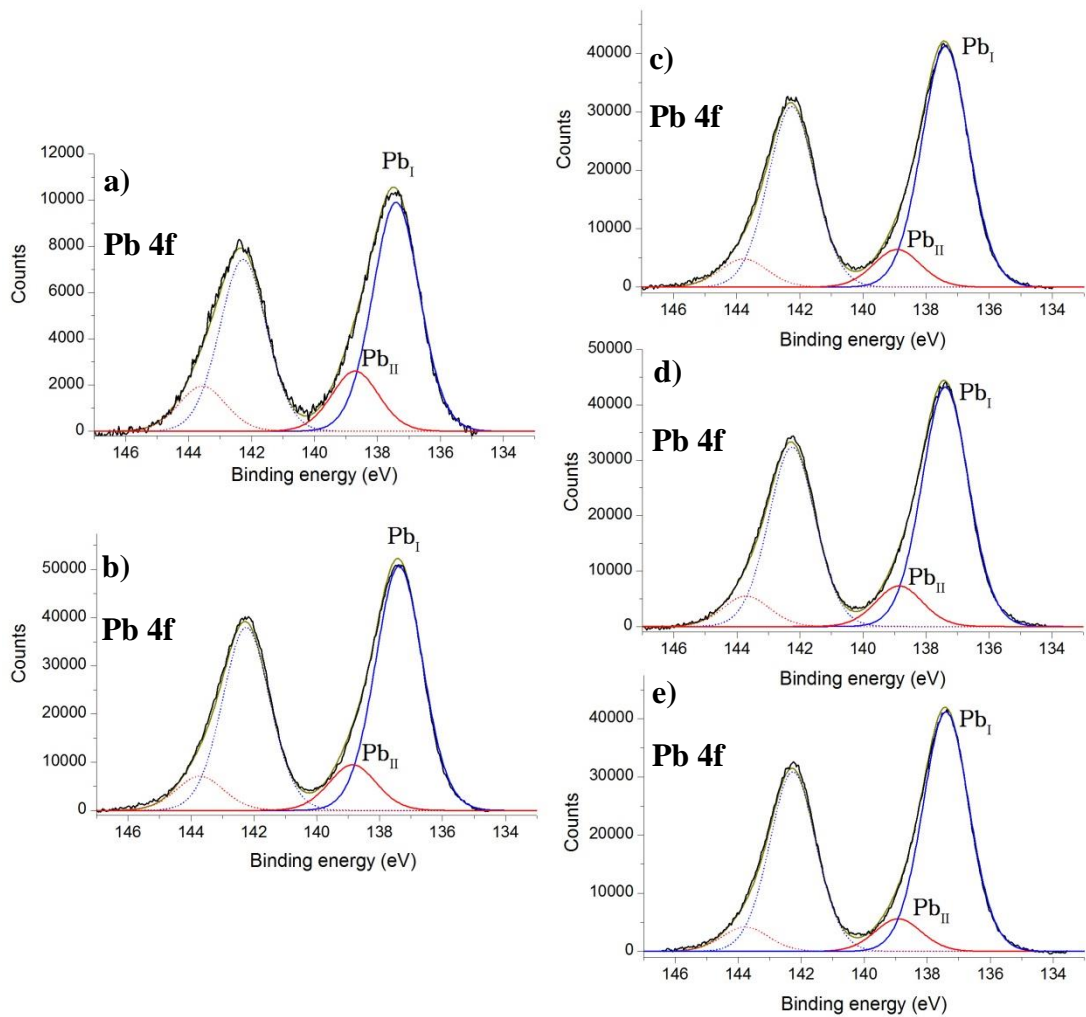 a)
Pb 4f
Pb_I
Pb_II
Counts
12000
10000
8000
6000
4000
2000
0
146 144 142 140 138 136 134
Binding energy (eV)
b)
Pb 4f
Pb_I
Pb_II
Counts
50000
40000
30000
20000
10000
0
146 144 142 140 138 136 134
Binding energy (eV)
c)
Pb 4f
Pb_I
Pb_II
Counts
40000
30000
20000
10000
0
146 144 142 140 138 136 134
Binding energy (eV)
d)
Pb 4f
Pb_I
Pb_II
Counts
50000
40000
30000
20000
10000
0
146 144 142 140 138 136 134
Binding energy (eV)
e)
Pb 4f
Pb_I
Pb_II
Counts
40000
30000
20000
10000
0
146 144 142 140 138 136 134
Binding energy (eV)